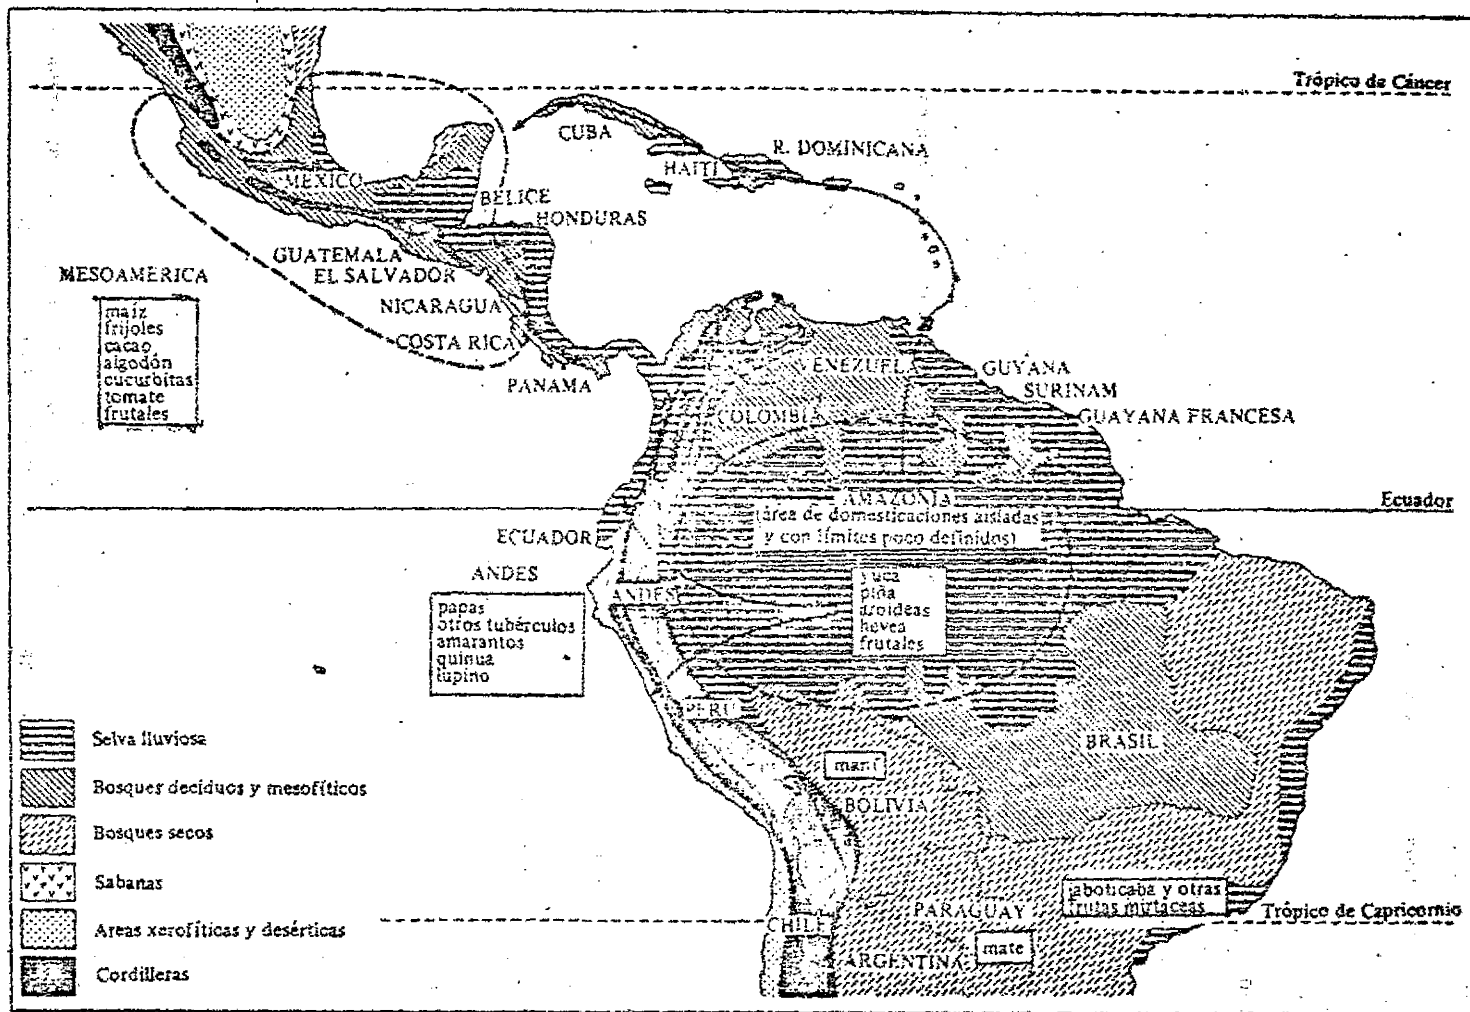 Trópico de Cáncer
CUBA
R. DOMINICANA
HAITI
MEXICO
BELICE
HONDURAS
GUATEMALA
EL SALVADOR
MESOAMERICA
NICARAGUA
maíz
frijoles
cacao
algodón
cucurbitas
tomate
frutales
COSTA RICA
PANAMA
VENEZUELA
GUYANA
SURINAM
COLOMBIA
GUAYANA FRANCESA
AMAZONIA
Ecuador
(área de domesticaciones aisladas
y con límites poco definidos)
ECUADOR
ANDES
ANDES
papas
otros tubérculos
amarantos
quinua
lupino
yuca
piña
aroideas
hevea
frutales
PERU
BRASIL
maní
BOLIVIA
Selva lluviosa
Bosques deciduos y mesofíticos
Bosques secos
Sabanas
Areas xerofíticas y desérticas
Cordilleras
jaboticaba y otras
frutas mutáceas
PARAGUAY
Trópico de Capricornio
CHILE
mate
ARGENTINA